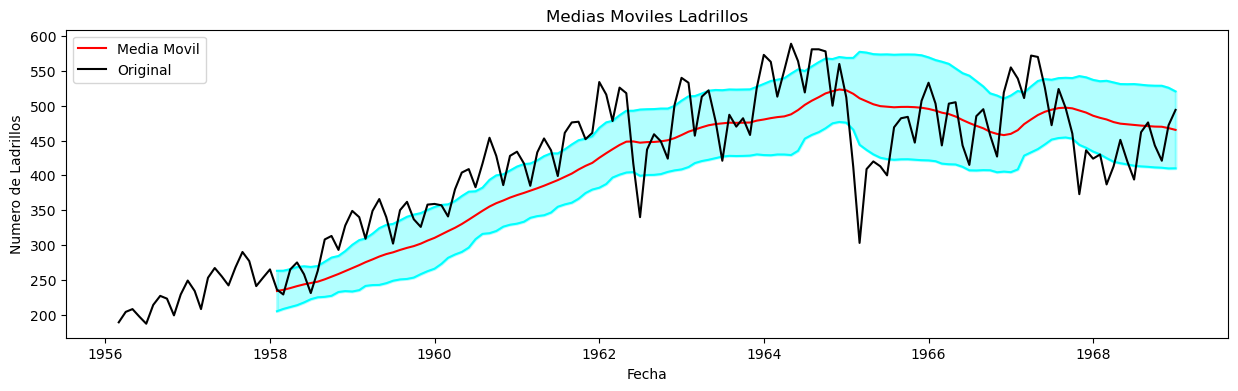 Medias Moviles Ladrillos
Media Movil
Original
Numero de Ladrillos
600
550
500
450
400
350
300
250
200
1956 1958 1960 1962 1964 1966 1968
Fecha